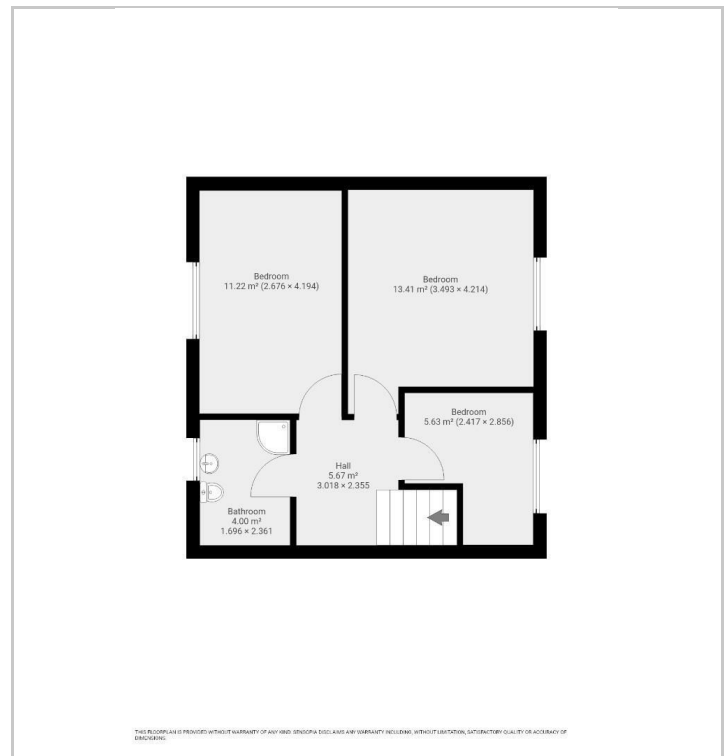 Bedroom
11.22 m² (2.676 × 4.194)
Bedroom
13.41 m² (3.493 × 4.214)
Bedroom
5.63 m² (2.417 × 2.856)
Hall
5.67 m²
3.018 × 2.355
Bathroom
4.00 m²
1.696 × 2.361
THIS FLOORPLAN IS PROVIDED WITHOUT WARRANTY OF ANY KIND. SENSOPIA DISCLAIMS ANY WARRANTY INCLUDING, WITHOUT LIMITATION, SATISFACTORY QUALITY OR ACCURACY OF
DIMENSIONS.